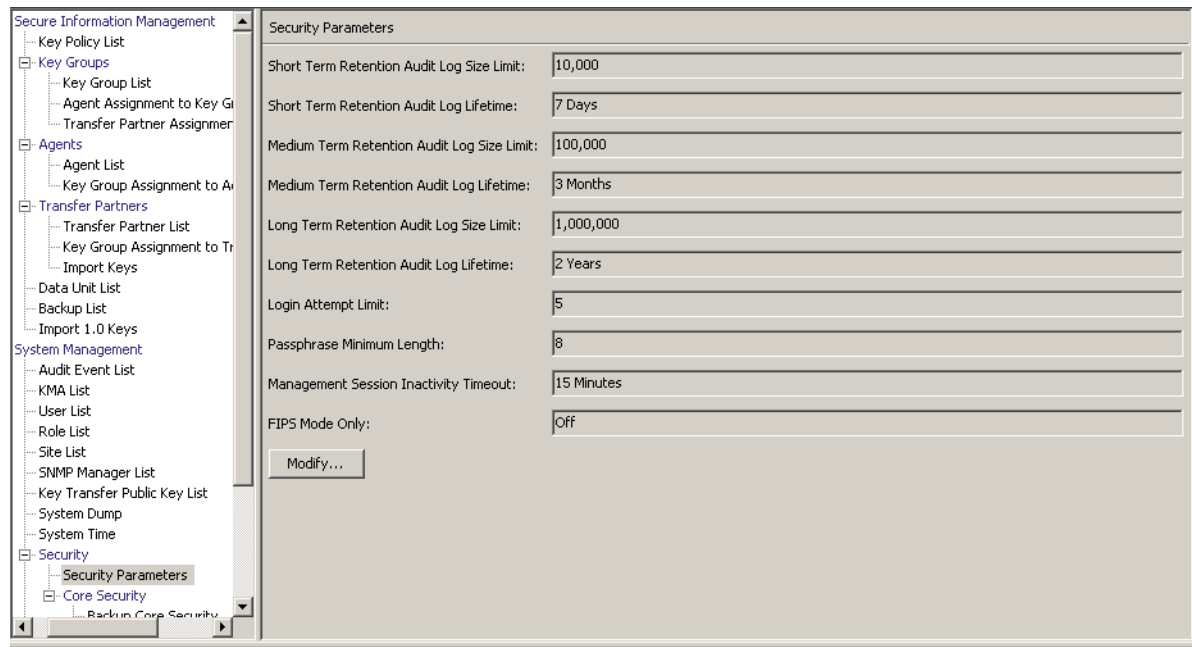 Secure Information Management
Key Policy List
Key Groups
Key Group List
Agent Assignment to Key Gr
Transfer Partner Assignmen
Agents
Agent List
Key Group Assignment to A
Transfer Partners
Transfer Partner List
Key Group Assignment to Tr
Import Keys
Data Unit List
Backup List
Import 1.0 Keys
System Management
Audit Event List
KMA List
User List
Role List
Site List
SNMP Manager List
Key Transfer Public Key List
System Dump
System Time
Security
Security Parameters
Core Security
Backup Core Security
Security Parameters
Short Term Retention Audit Log Size Limit: 10,000
Short Term Retention Audit Log Lifetime: 7 Days
Medium Term Retention Audit Log Size Limit: 100,000
Medium Term Retention Audit Log Lifetime: 3 Months
Long Term Retention Audit Log Size Limit: 1,000,000
Long Term Retention Audit Log Lifetime: 2 Years
Login Attempt Limit: 5
Passphrase Minimum Length: 8
Management Session Inactivity Timeout: 15 Minutes
FIPS Mode Only: Off
Modify...